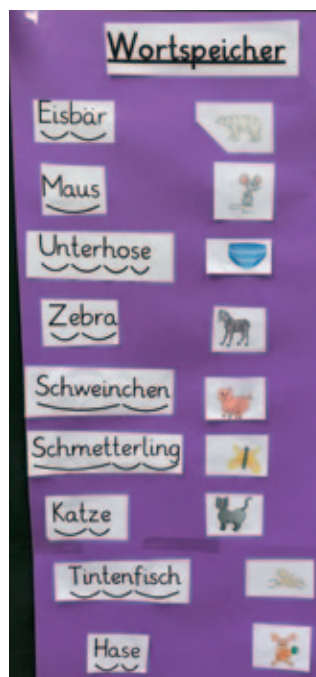 Wortspeicher
Eisbär
Maus
Unterhose
Zebra
Schweinchen
Schmetterling
Katze
Tintenfisch
Hase